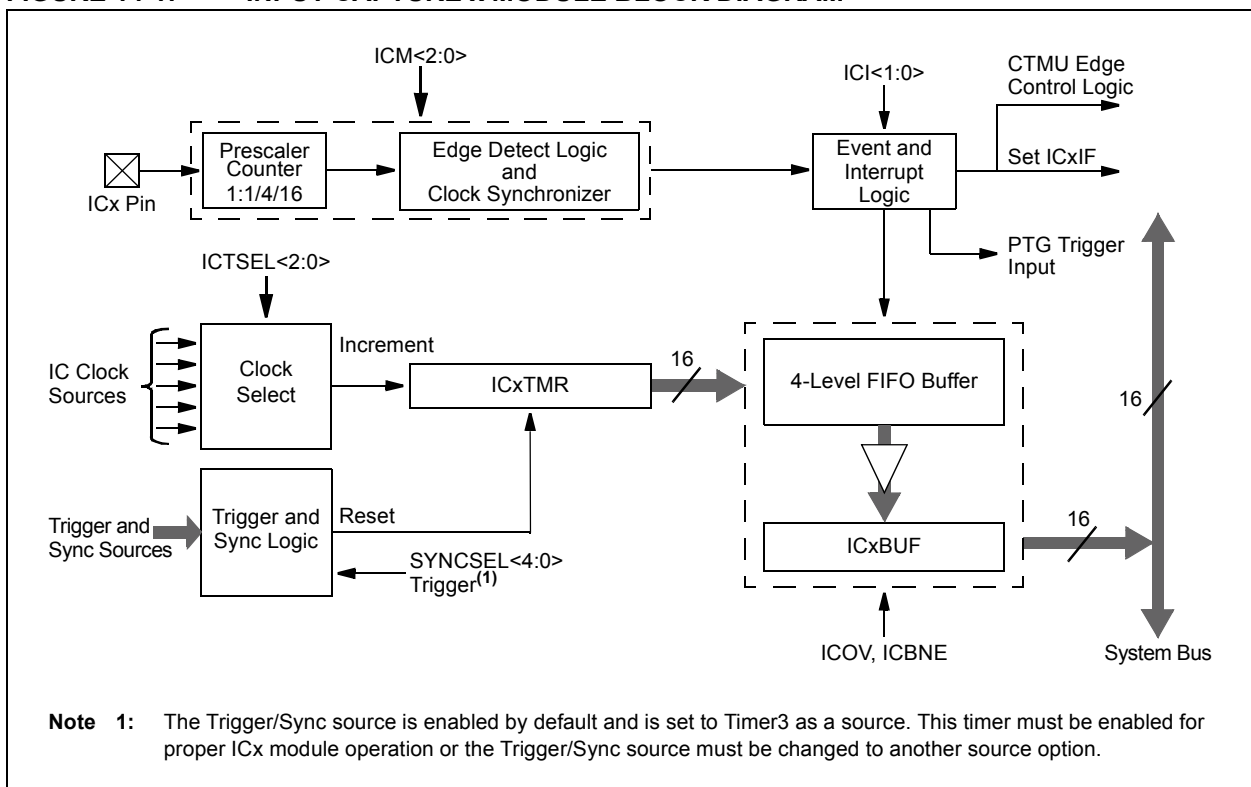 ICM<2:0>
ICI<1:0>
CTMU Edge
Control Logic
Prescaler
Counter
1:1/4/16
Edge Detect Logic
and
Clock Synchronizer
Event and
Interrupt
Logic
Set ICxIF
ICx Pin
PTG Trigger
Input
ICTSEL<2:0>
IC Clock
Sources
Clock
Select
Increment
ICxTMR
16
4-Level FIFO Buffer
16
Trigger and
Sync Sources
Trigger and
Sync Logic
Reset
SYNCSEL<4:0>
Trigger(1)
ICxBUF
16
ICOV, ICBNE
System Bus
Note 1: The Trigger/Sync source is enabled by default and is set to Timer3 as a source. This timer must be enabled for
proper ICx module operation or the Trigger/Sync source must be changed to another source option.